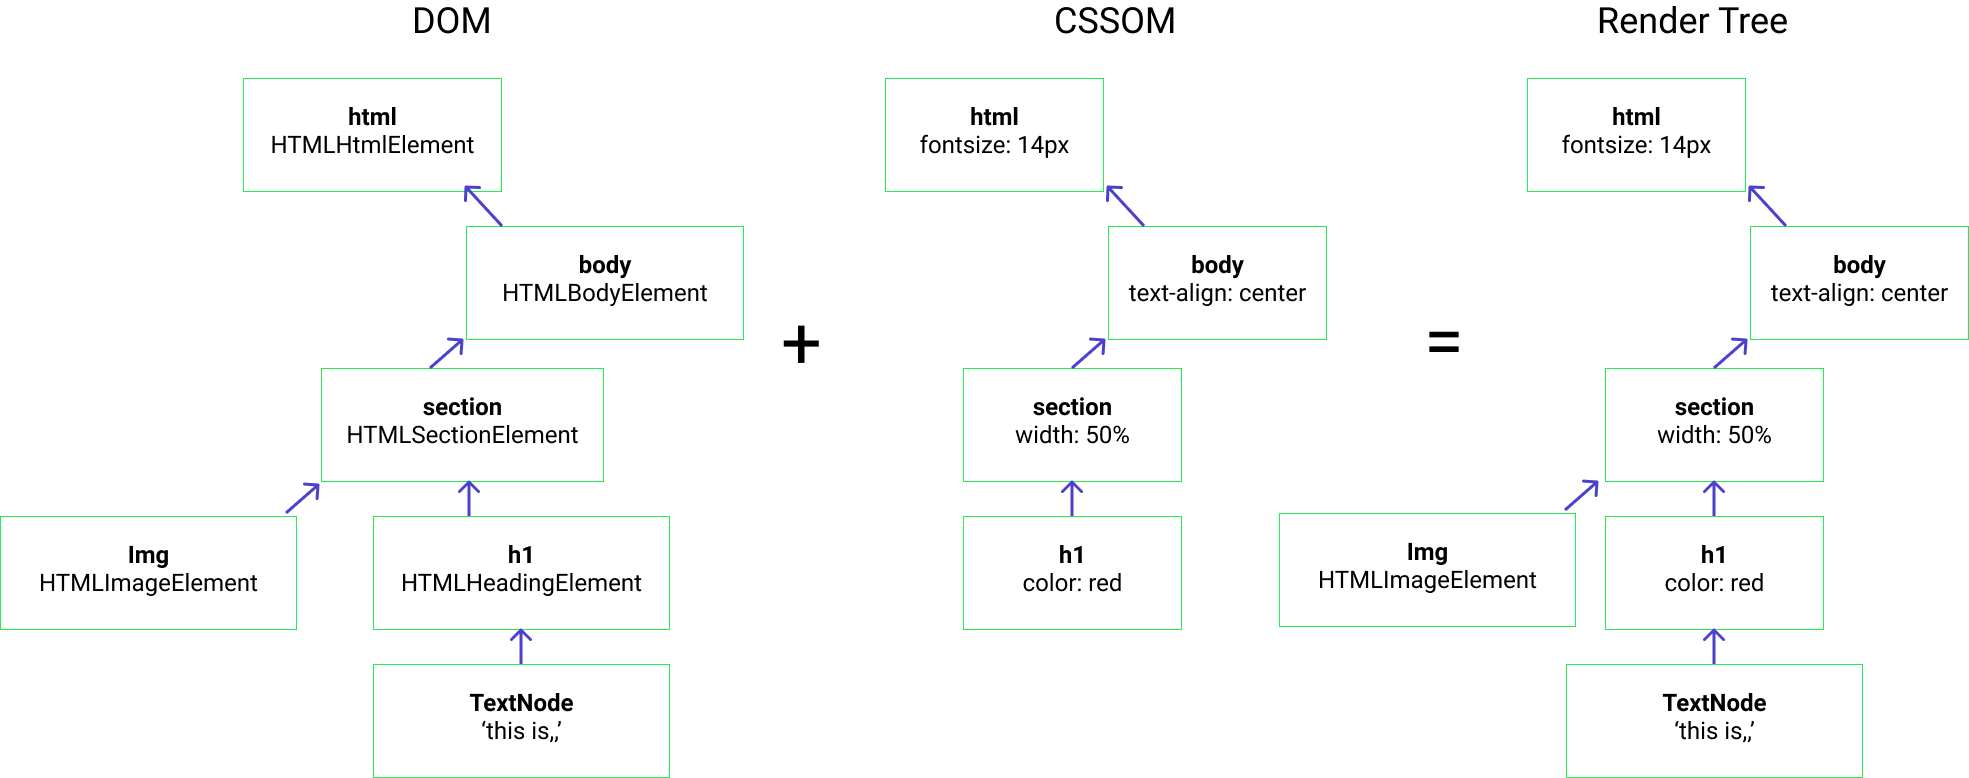 DOM
html
HTMLHtmlElement
body
HTMLBodyElement
section
HTMLSectionElement
Img
HTMLImageElement
h1
HTMLHeadingElement
TextNode
‘this is,,’
+
CSSOM
html
fontsize: 14px
body
text-align: center
section
width: 50%
h1
color: red
=
Render Tree
html
fontsize: 14px
body
text-align: center
section
width: 50%
Img
HTMLImageElement
h1
color: red
TextNode
‘this is,,’